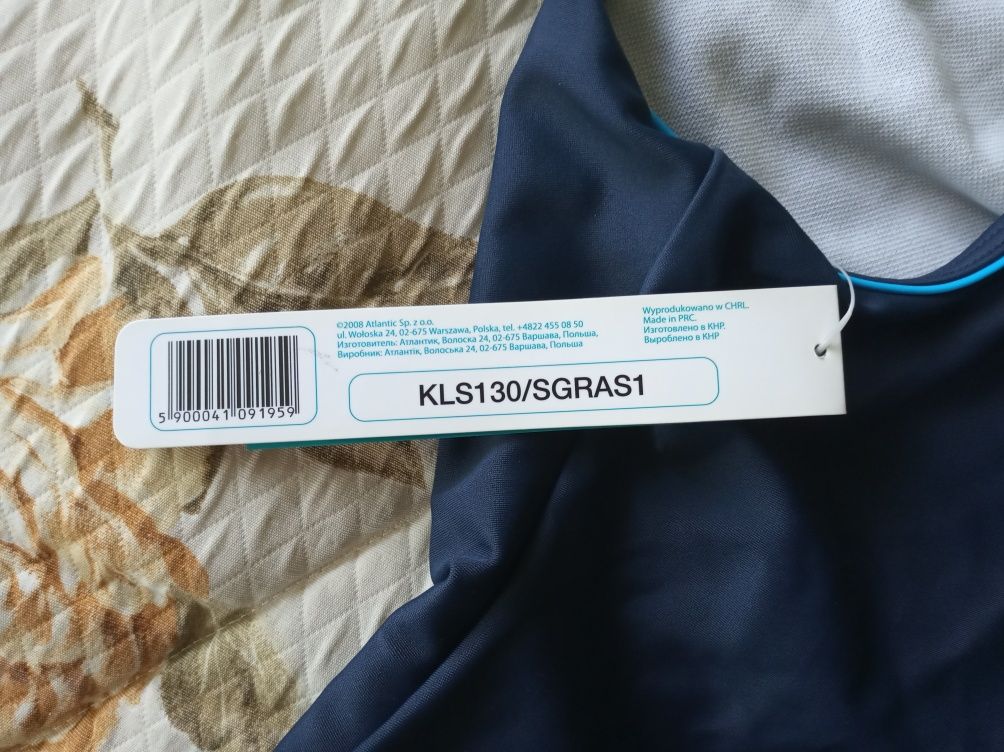 ©2008 Atlantic Sp. z o.o.
ul. Wołoska 24, 02-675 Warszawa, Polska, tel. +4822 455 08 50
Изготовитель: Атлантик, Волоска 24, 02-675 Варшава, Польша,
Виробник: Атлантік, Волоська 24, 02-675 Варшава, Польща
Wyprodukowano w CHRL.
Made in PRC.
Изготовлено в КНР.
Вырoблено в КНР
KLS130/SGRAS1
5 900041 091959